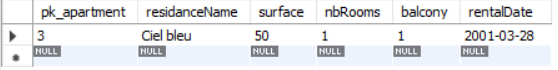 pk_apartment residanceName surface nbRooms balcony rentalDate
3 Ciel bleu 50 1 1 2001-03-28
NULL NULL NULL NULL NULL NULL